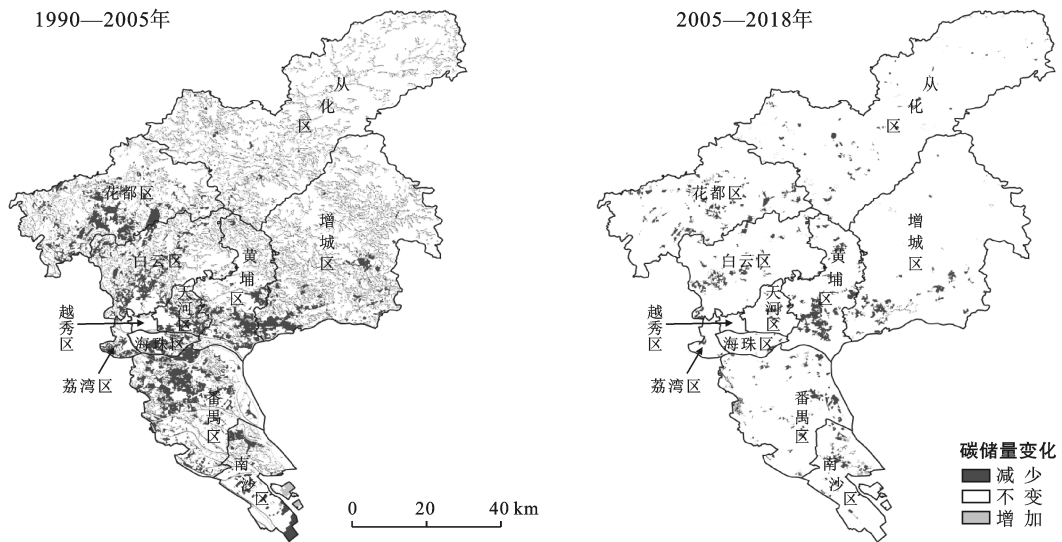 1990—2005年
从化区
花都区
增城区
白云区
黄埔区
天河区
越秀区
海珠区
荔湾区
番禺区
南沙区
0 20 40 km
2005—2018年
从化区
花都区
增城区
白云区
黄埔区
天河区
越秀区
海珠区
荔湾区
番禺区
南沙区
碳储量变化
减少
不变
增加